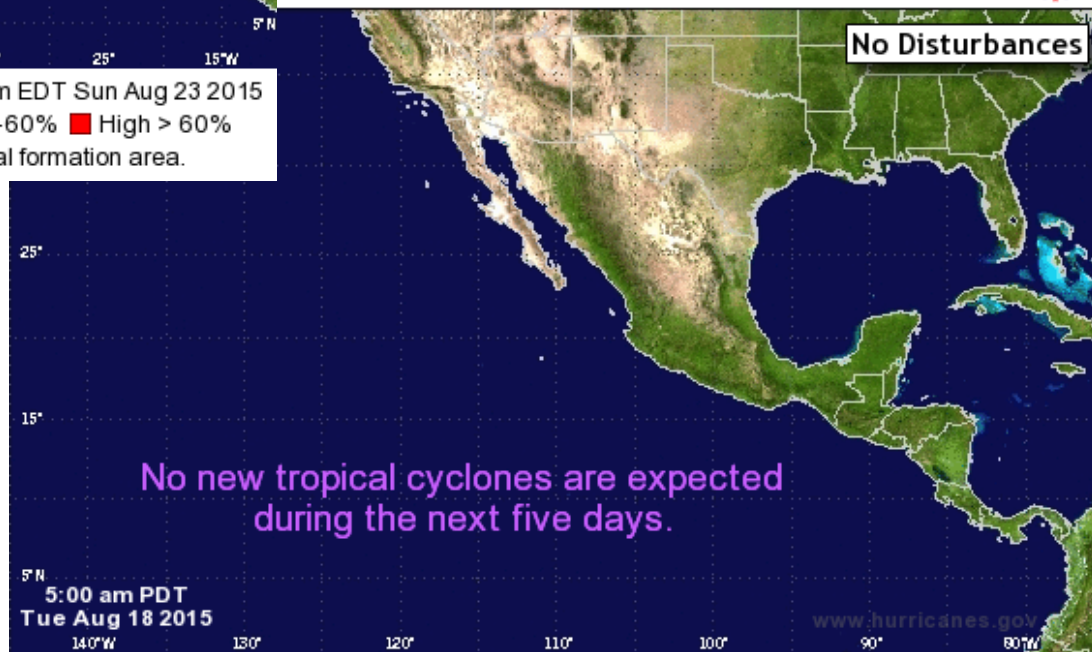 5°N
25° 15°W
No Disturbances
EDT Sun Aug 23 2015
60% High > 60%
formation area.
25°
15°
No new tropical cyclones are expected
during the next five days.
5°N
5:00 am PDT
Tue Aug 18 2015
www.hurricanes.gov
140°W 130° 120° 110° 100° 90° 80°W